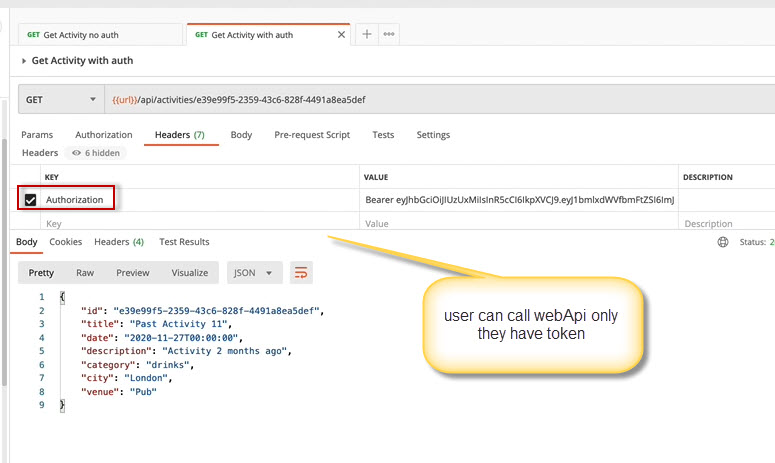 GET Get Activity no auth
GET Get Activity with auth
Get Activity with auth
GET {{url}}/api/activities/e39e99f5-2359-43c6-828f-4491a8ea5def
Params Authorization Headers (7) Body Pre-request Script Tests Settings
Headers 6 hidden
KEY VALUE DESCRIPTION
Authorization Bearer eyJhbGciOiJIUzUxMiIsInR5cCI6IkpXVCJ9.eyJ1bmlxdWVfbmFtZSI6ImJ
Key Value Description
Body Cookies Headers (4) Test Results Status: 2
Pretty Raw Preview Visualize JSON
1 {
2 "id": "e39e99f5-2359-43c6-828f-4491a8ea5def",
3 "title": "Past Activity 11",
4 "date": "2020-11-27T00:00:00",
5 "description": "Activity 2 months ago",
6 "category": "drinks",
7 "city": "London",
8 "venue": "Pub"
9 }
user can call webApi only
they have token